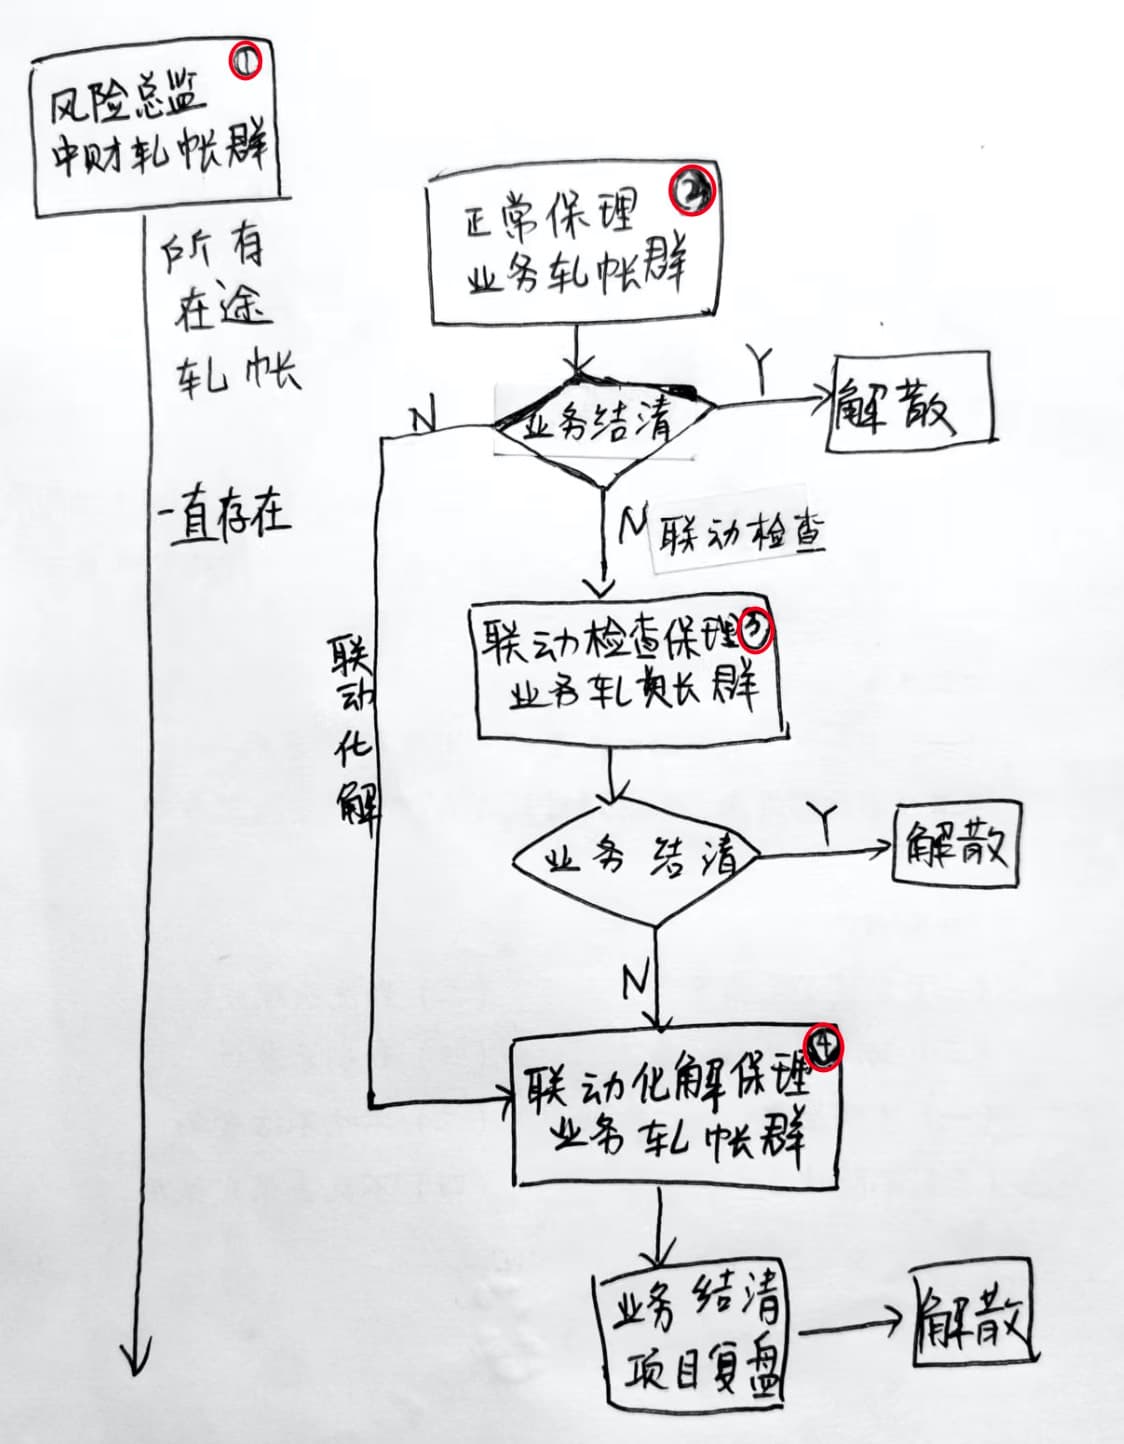 ①
风险总监
中财轧帐群
所有
在途
轧帐
一直存在
②
正常保理
业务轧帐群
业务结清
Y
解散
N
N
联动检查
联动化解
联动检查保理
③
业务轧账群
业务结清
Y
解散
N
④
联动化解保理
业务轧帐群
业务结清
项目复盘
解散